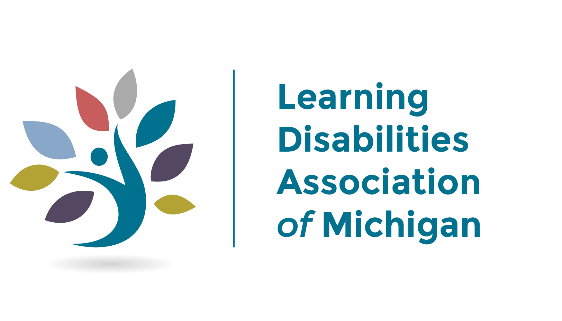 Learning
Disabilities
Association
of Michigan